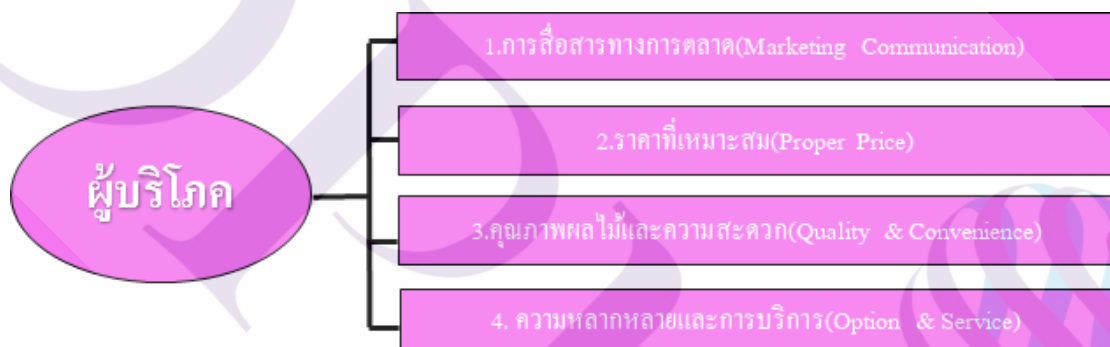 1.การสื่อสารทางการตลาด(Marketing Communication)
2.ราคาที่เหมาะสม(Proper Price)
ผู้บริโภค
3.คุณภาพผลไม้และความสะดวก(Quality & Convenience)
4. ความหลากหลายและการบริการ(Option & Service)